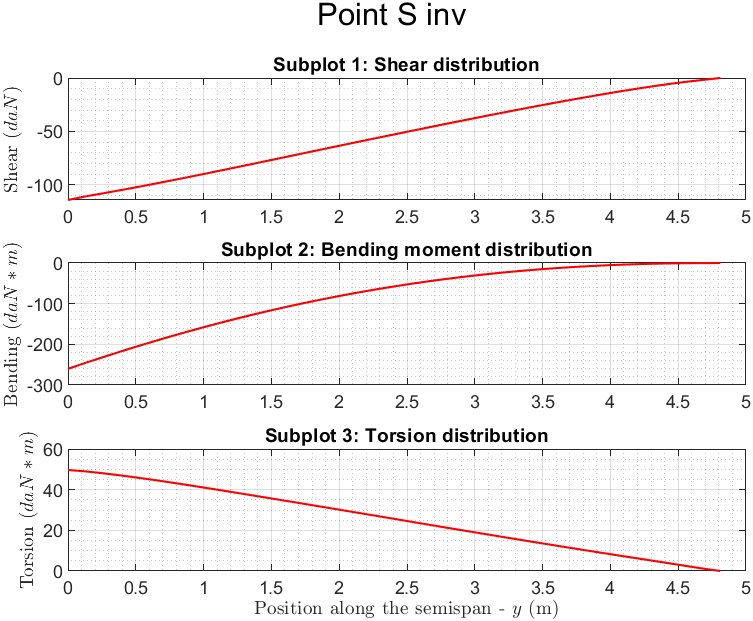 Point S inv
Subplot 1: Shear distribution
Shear (daN)
0
-50
-100
0 0.5 1 1.5 2 2.5 3 3.5 4 4.5 5
Subplot 2: Bending moment distribution
Bending (daN * m)
0
-100
-200
-300
0 0.5 1 1.5 2 2.5 3 3.5 4 4.5 5
Subplot 3: Torsion distribution
Torsion (daN * m)
60
40
20
0
0 0.5 1 1.5 2 2.5 3 3.5 4 4.5 5
Position along the semispan - y (m)